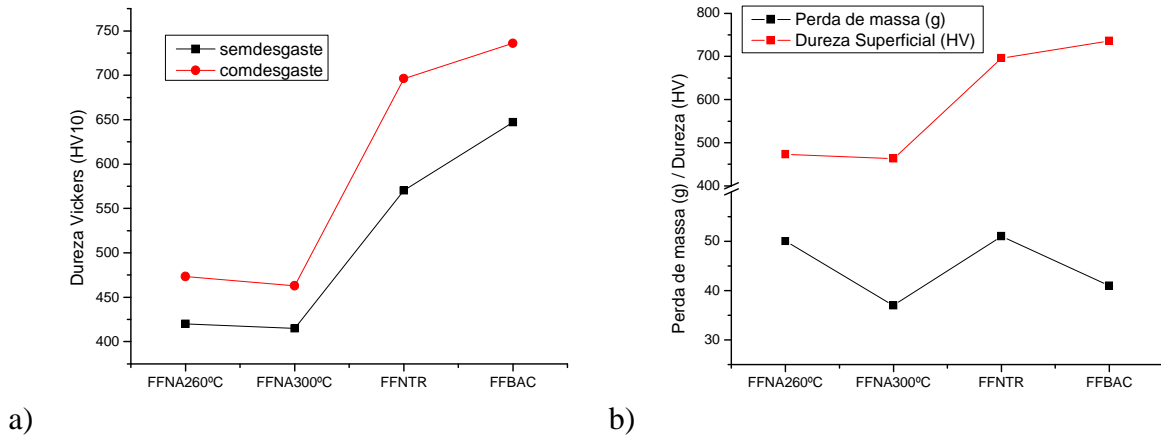 750
700
650
600
550
500
450
400
Dureza Vickers (HV10)
semdesgaste
comdesgaste
FFNA260ºC FFNA300ºC FFNTR FFBAC
a)
800
700
600
500
400
50
40
30
Perda de massa (g) / Dureza (HV)
Perda de massa (g)
Dureza Superficial (HV)
FFNA260ºC FFNA300ºC FFNTR FFBAC
b)